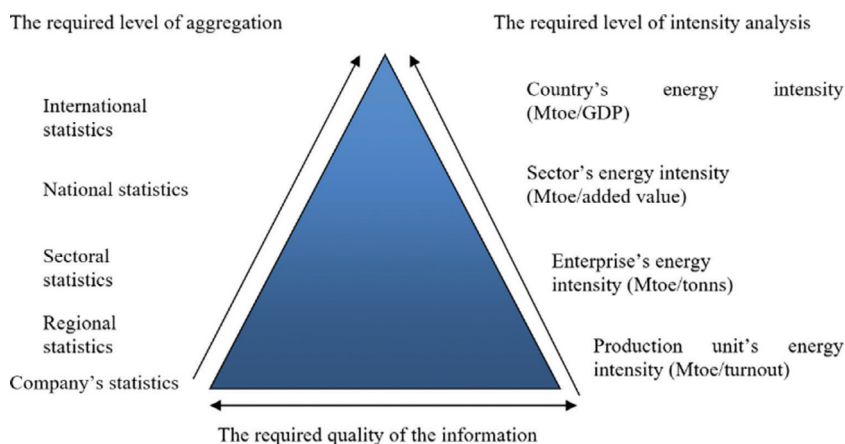 The required level of aggregation
The required level of intensity analysis
International
statistics
National statistics
Sectoral
statistics
Regional
statistics
Company's statistics
Country's energy intensity
(Mtoe/GDP)
Sector's energy intensity
(Mtoe/added value)
Enterprise's energy
intensity (Mtoe/tonns)
Production unit's energy
intensity (Mtoe/turnout)
The required quality of the information